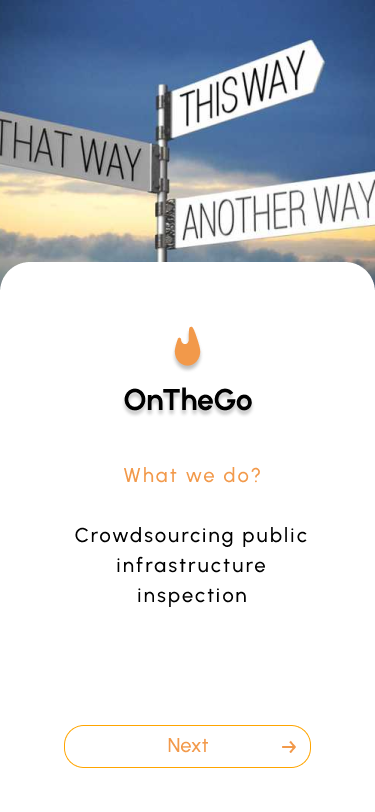 THIS WAY
THAT WAY
ANOTHER WAY
OnTheGo
What we do?
Crowdsourcing public
infrastructure
inspection
Next